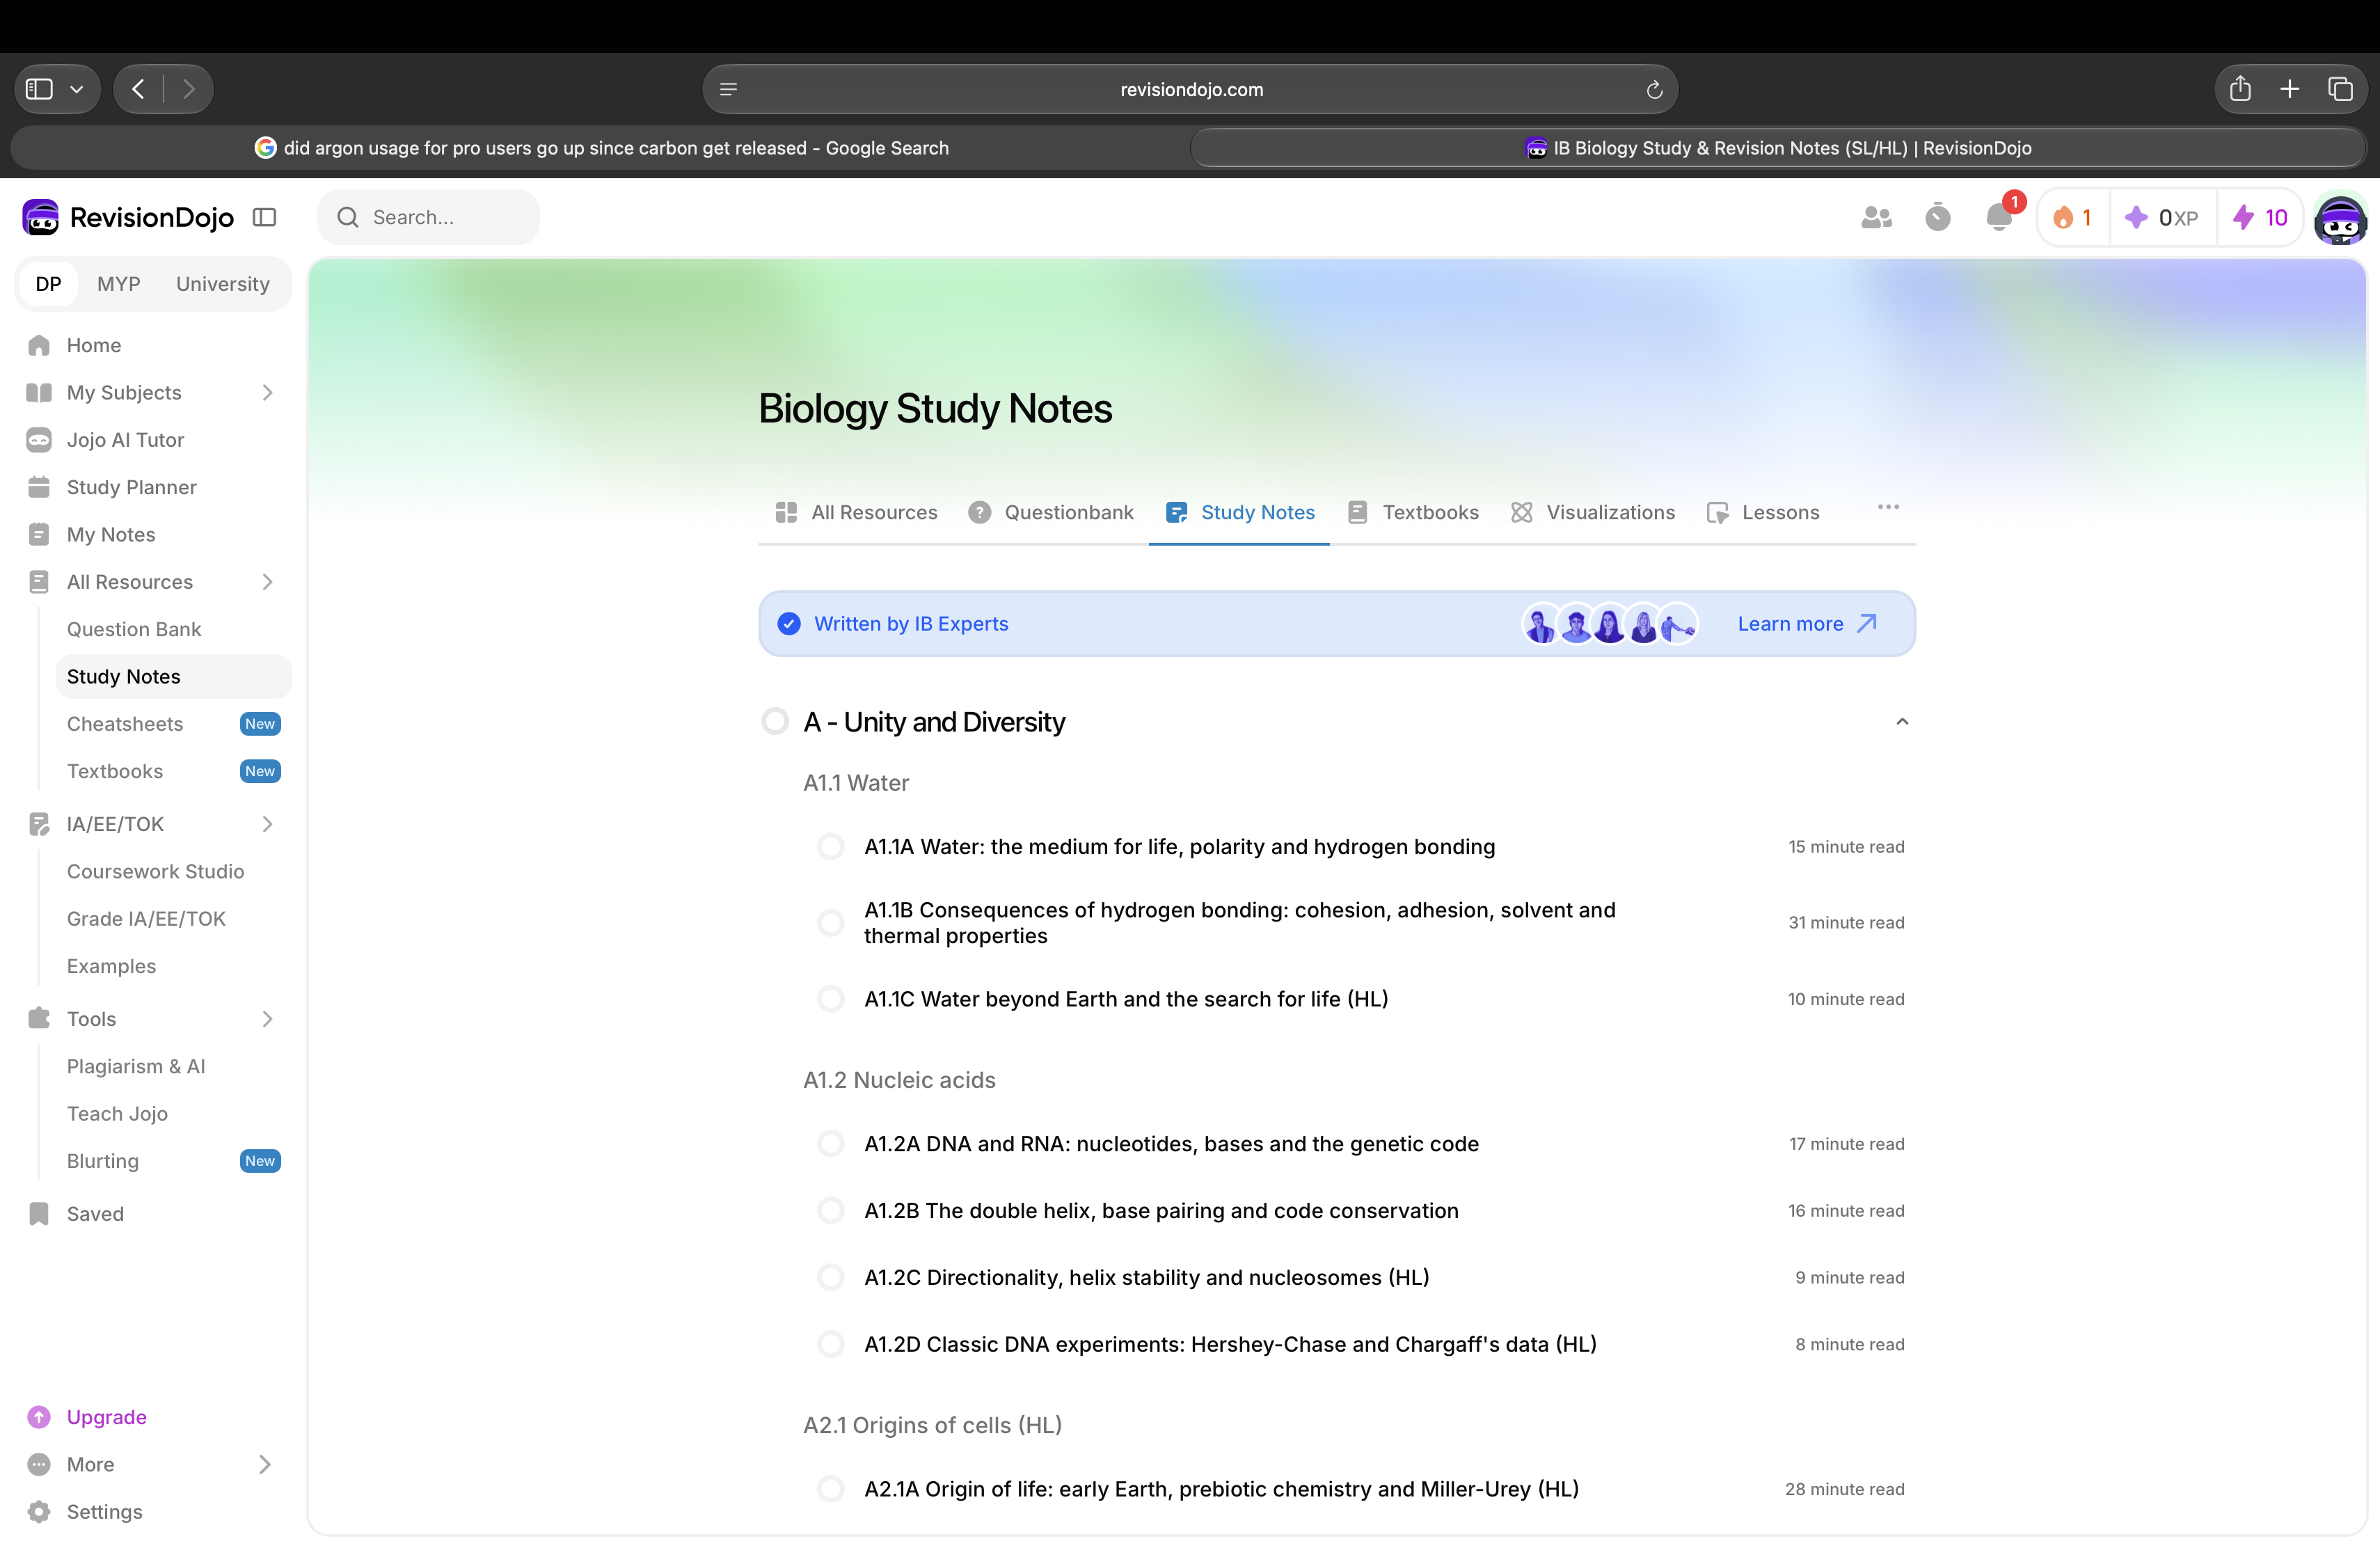 revisiondojo.com
did argon usage for pro users go up since carbon get released - Google Search
IB Biology Study & Revision Notes (SL/HL) | RevisionDojo
RevisionDojo
Search...
1
1
0XP
10
DP
MYP
University
Home
My Subjects
Jojo AI Tutor
Study Planner
My Notes
All Resources
Question Bank
Study Notes
Cheatsheets New
Textbooks New
IA/EE/TOK
Coursework Studio
Grade IA/EE/TOK
Examples
Tools
Plagiarism & AI
Teach Jojo
Blurting New
Saved
Upgrade
More
Settings
Biology Study Notes
All Resources
Questionbank
Study Notes
Textbooks
Visualizations
Lessons
Written by IB Experts
Learn more
A - Unity and Diversity
A1.1 Water
A1.1A Water: the medium for life, polarity and hydrogen bonding
15 minute read
A1.1B Consequences of hydrogen bonding: cohesion, adhesion, solvent and
thermal properties
31 minute read
A1.1C Water beyond Earth and the search for life (HL)
10 minute read
A1.2 Nucleic acids
A1.2A DNA and RNA: nucleotides, bases and the genetic code
17 minute read
A1.2B The double helix, base pairing and code conservation
16 minute read
A1.2C Directionality, helix stability and nucleosomes (HL)
9 minute read
A1.2D Classic DNA experiments: Hershey-Chase and Chargaff's data (HL)
8 minute read
A2.1 Origins of cells (HL)
A2.1A Origin of life: early Earth, prebiotic chemistry and Miller-Urey (HL)
28 minute read